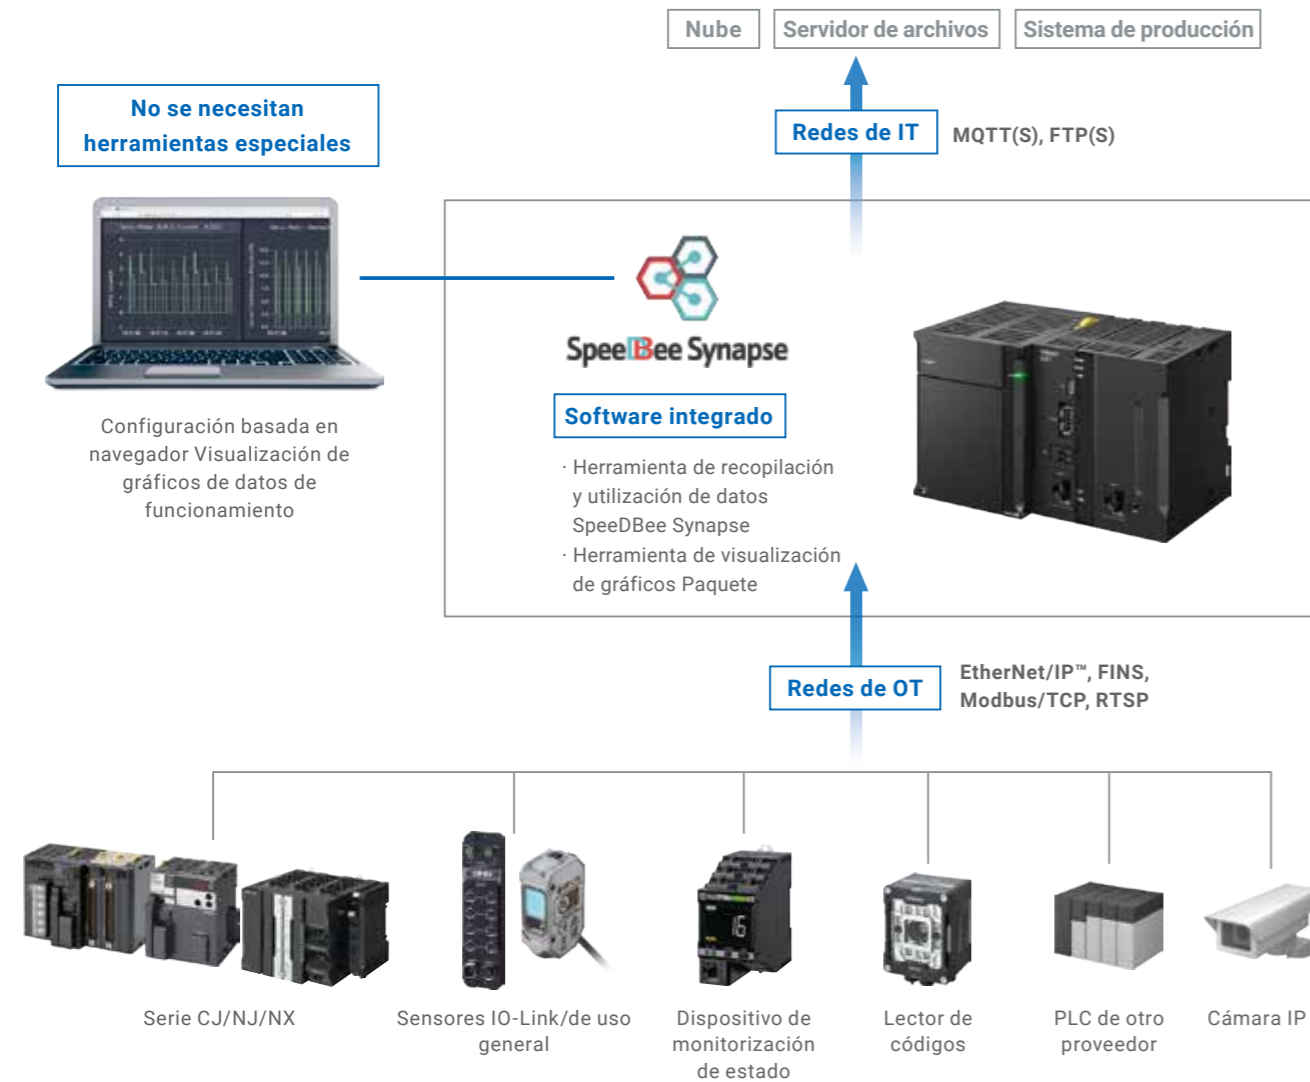 Nube
Servidor de archivos
Sistema de producción
Redes de IT
MQTT(S), FTP(S)
No se necesitan
herramientas especiales
Configuración basada en
navegador Visualización de
gráficos de datos de
funcionamiento
SpeeDBee Synapse
Software integrado
· Herramienta de recopilación
y utilización de datos
SpeeDBee Synapse
· Herramienta de visualización
de gráficos Paquete
Redes de OT
EtherNet/IP™, FINS,
Modbus/TCP, RTSP
Serie CJ/NJ/NX
Sensores IO-Link/de uso
general
Dispositivo de
monitorización
de estado
Lector de
códigos
PLC de otro
proveedor
Cámara IP